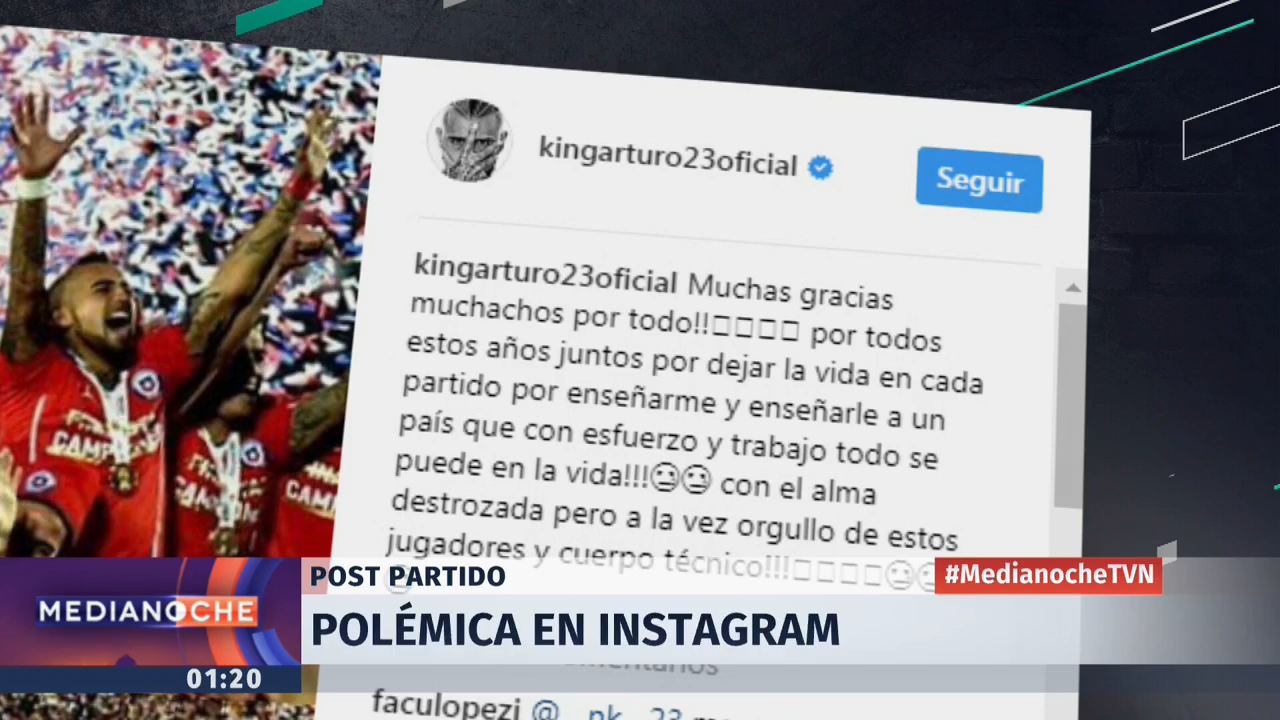 kingarturo23oficial
Seguir
kingarturo23oficial Muchas gracias
muchachos por todo!! por todos
estos años juntos por dejar la vida en cada
partido por enseñarme y enseñarle a un
país que con esfuerzo y trabajo todo se
puede en la vida!!! con el alma
destrozada pero a la vez orgullo de estos
jugadores y cuerpo técnico!!!
CAMPEONES
POST PARTIDO
#MedianocheTVN
MEDIANOCHE
POLÉMICA EN INSTAGRAM
01:20
faculopezi